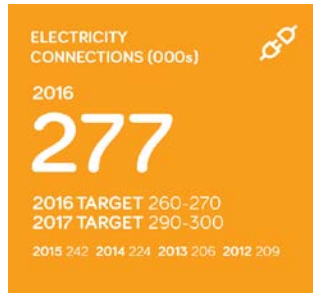 ELECTRICITY
CONNECTIONS (000s)
2016
277
2016 TARGET 260-270
2017 TARGET 290-300
2015 242 2014 224 2013 206 2012 209